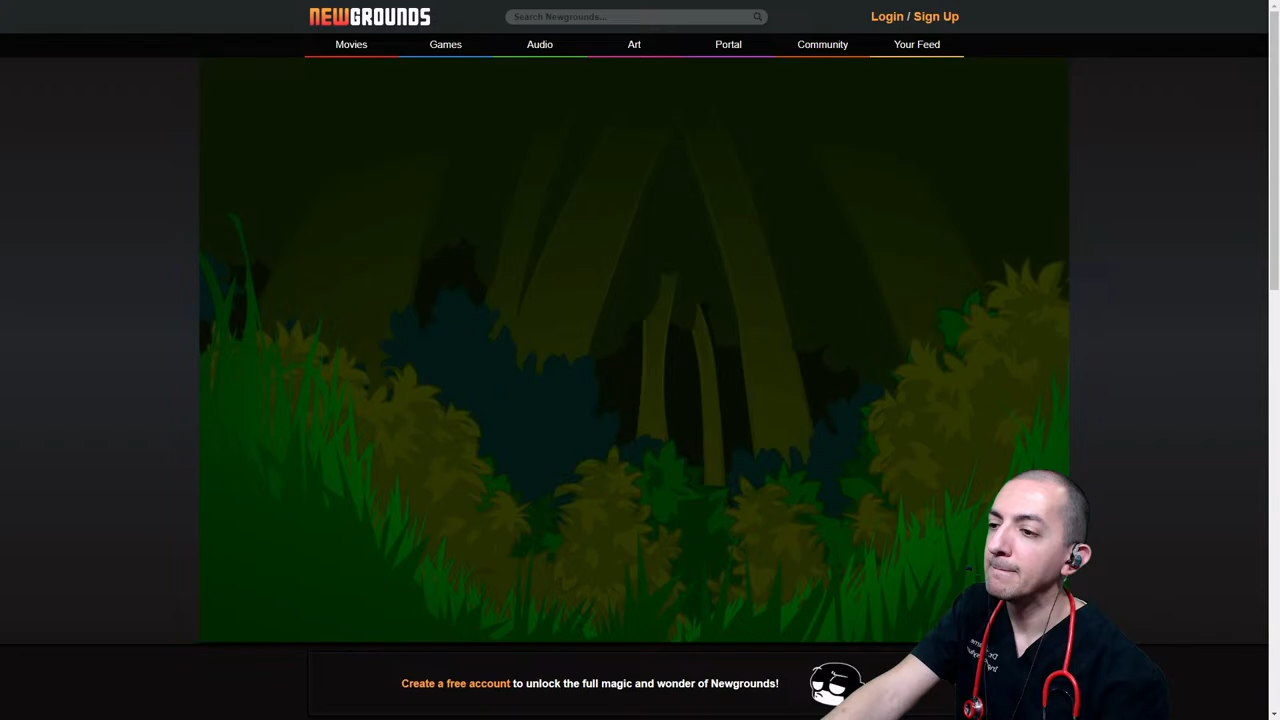 NEWGROUNDS
Search Newgrounds...
Login / Sign Up
Movies
Games
Audio
Art
Portal
Community
Your Feed
Create a free account to unlock the full magic and wonder of Newgrounds!